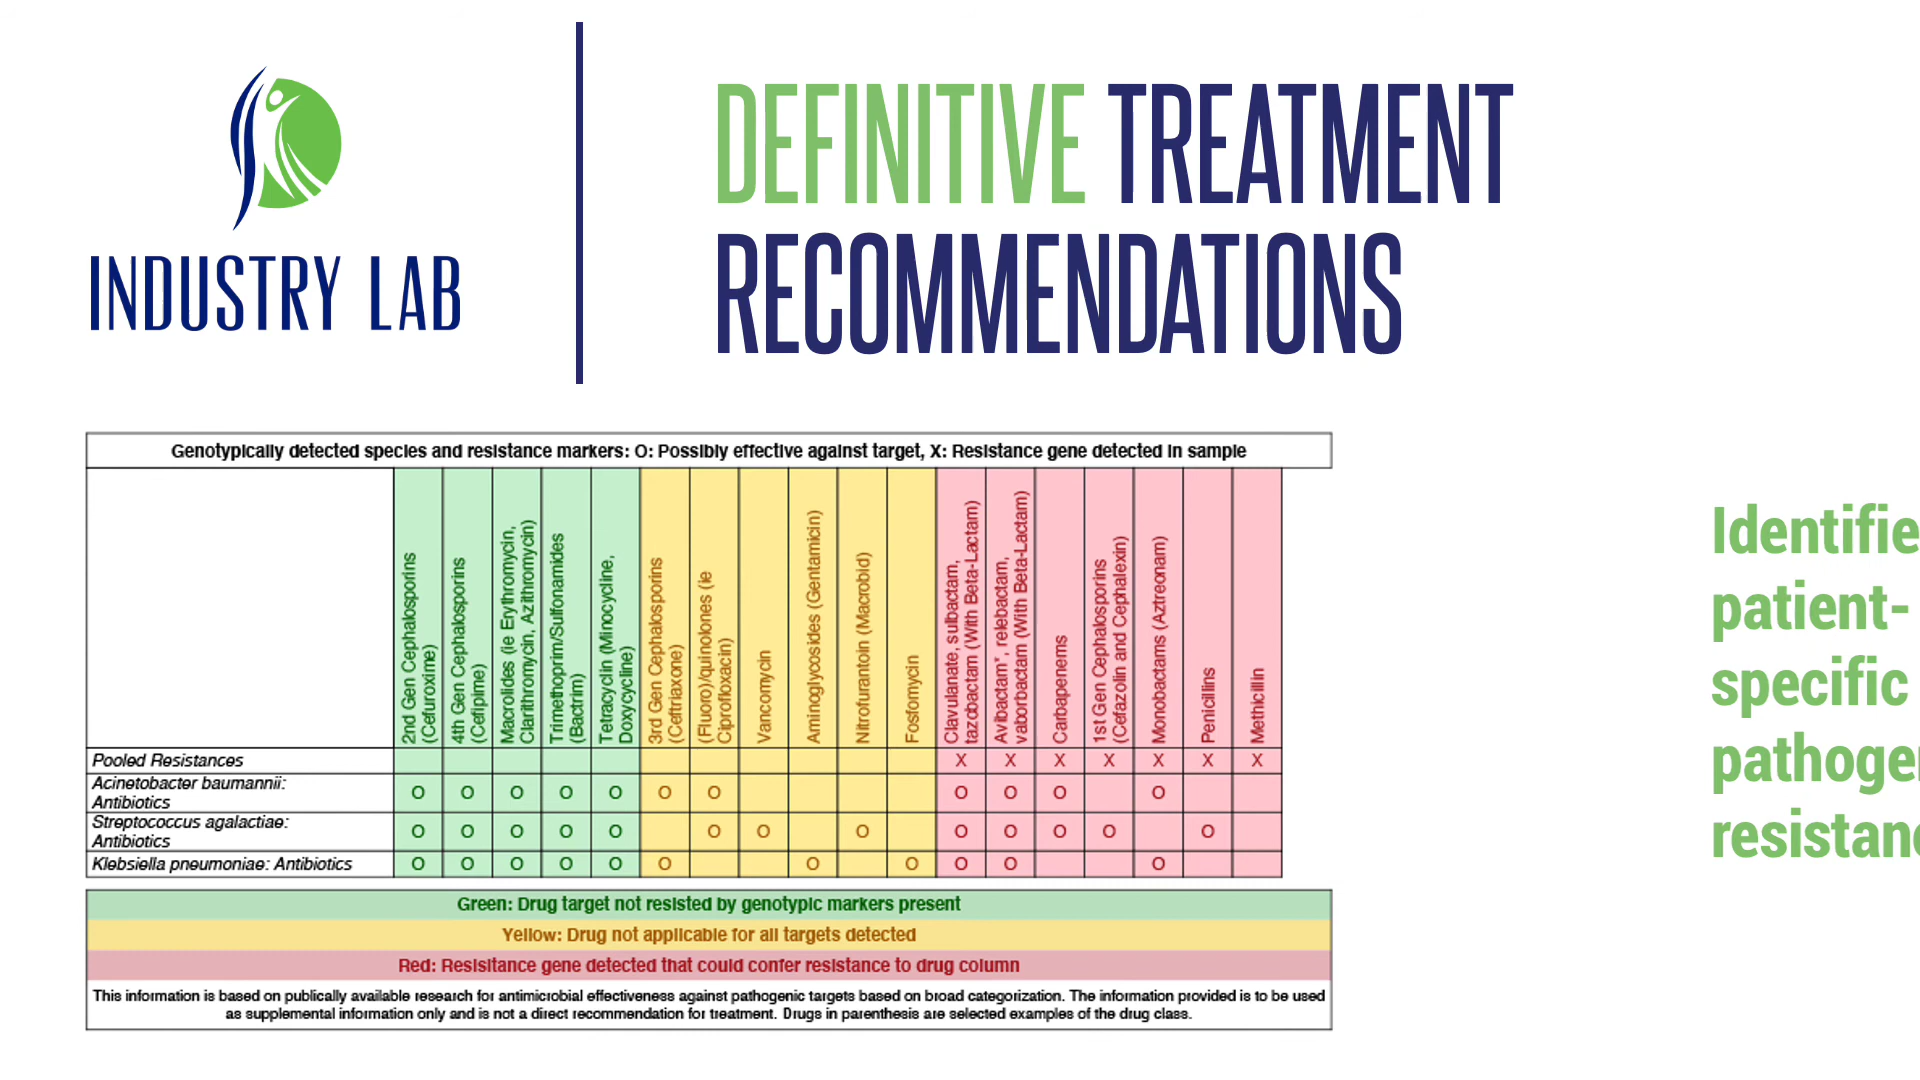 INDUSTRY LAB
DEFINITIVE TREATMENT
RECOMMENDATIONS
Genotypically detected species and resistance markers: O: Possibly effective against target, X: Resistance gene detected in sample
2nd Gen Cephalosporins
(Cefuroxime)
4th Gen Cephalosporins
(Cefipime)
Macrolides (ie Erythromycin,
Clarithromycin, Azithromycin)
Trimethoprim/Sulfonamides
(Bactrim)
Tetracyclin (Minocycline,
Doxycycline)
3rd Gen Cephalosporins
(Ceftriaxone)
(Fluoro)/quinolones (ie
Ciprofloxacin)
Vancomycin
Aminoglycosides (Gentamicin)
Nitrofurantoin (Macrobid)
Fosfomycin
Clavulanate, sulbactam,
tazobactam (With Beta-Lactam)
Avibactam*, relebactam,
vaborbactam (With Beta-Lactam)
Carbapenems
1st Gen Cephalosporins
(Cefazolin and Cephalexin)
Monobactams (Aztreonam)
Penicillins
Methicillin
Pooled Resistances X X X X X X X
Acinetobacter baumannii:
Antibiotics O O O O O O O O O O O
Streptococcus agalactiae:
Antibiotics O O O O O O O O O O O O O
Klebsiella pneumoniae: Antibiotics O O O O O O O O O O O
Green: Drug target not resisted by genotypic markers present
Yellow: Drug not applicable for all targets detected
Red: Resisitance gene detected that could confer resistance to drug column
This information is based on publically available research for antimicrobial effectiveness against pathogenic targets based on broad categorization. The information provided is to be used
as supplemental information only and is not a direct recommendation for treatment. Drugs in parenthesis are selected examples of the drug class.
Identifie
patient-
specific
pathoge
resistan